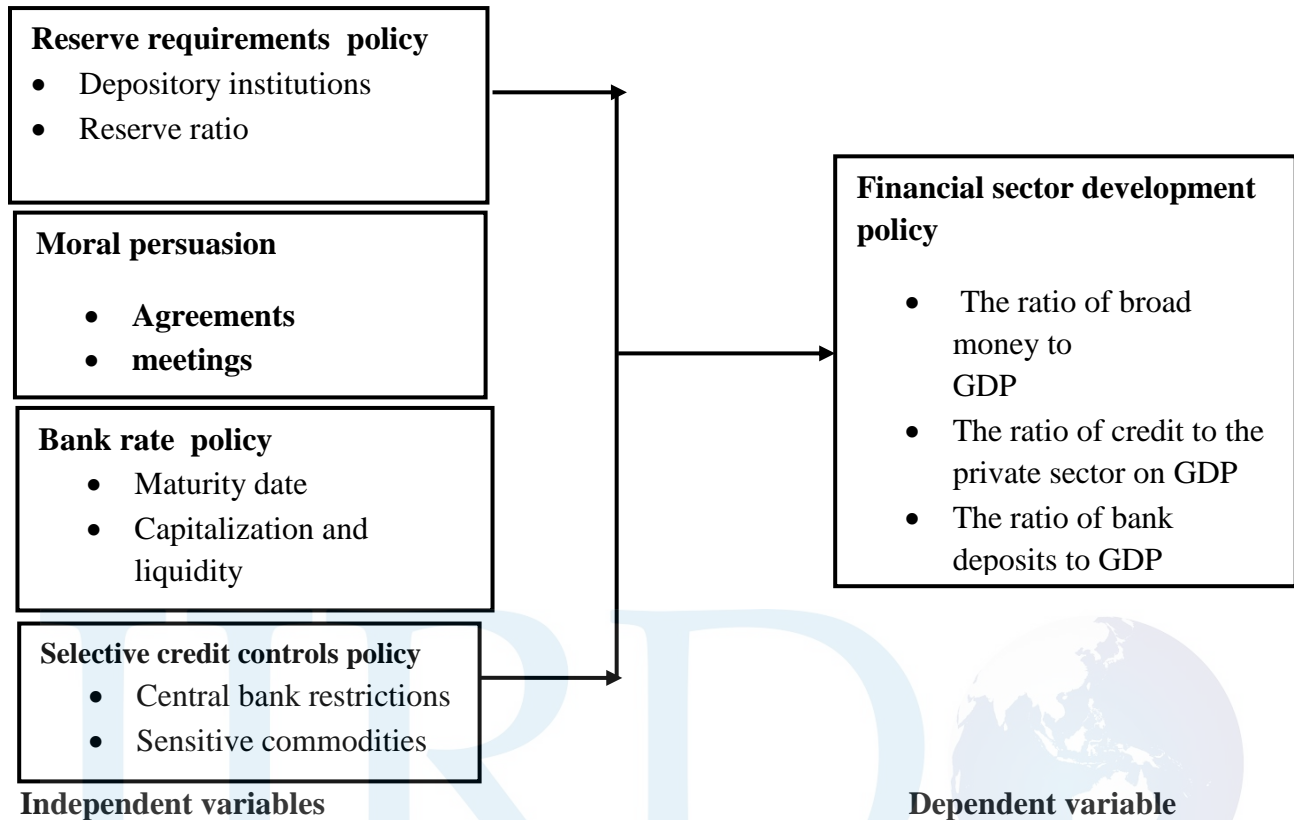 Reserve requirements  policy
• Depository institutions
• Reserve ratio
Moral persuasion
• Agreements
• meetings
Bank rate  policy
• Maturity date
• Capitalization and
liquidity
Selective credit controls policy
• Central bank restrictions
• Sensitive commodities
Independent variables
Financial sector development
policy
• The ratio of broad
money to
GDP
• The ratio of credit to the
private sector on GDP
• The ratio of bank
deposits to GDP
Dependent variable
IIRD